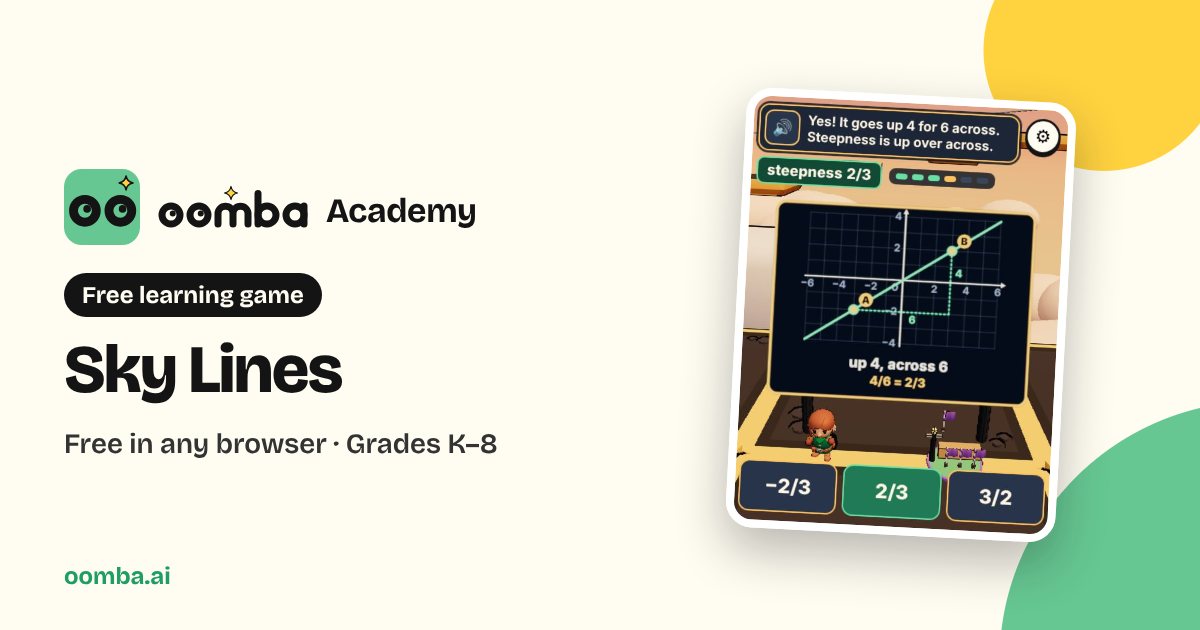 oomba Academy
Free learning game
Sky Lines
Free in any browser · Grades K–8
oomba.ai
Yes! It goes up 4 for 6 across.
Steepness is up over across.
steepness 2/3
4
2
B
4
−6 −4 −2 0 2 4 6
A
−2
6
−4
up 4, across 6
4/6 = 2/3
−2/3
2/3
3/2